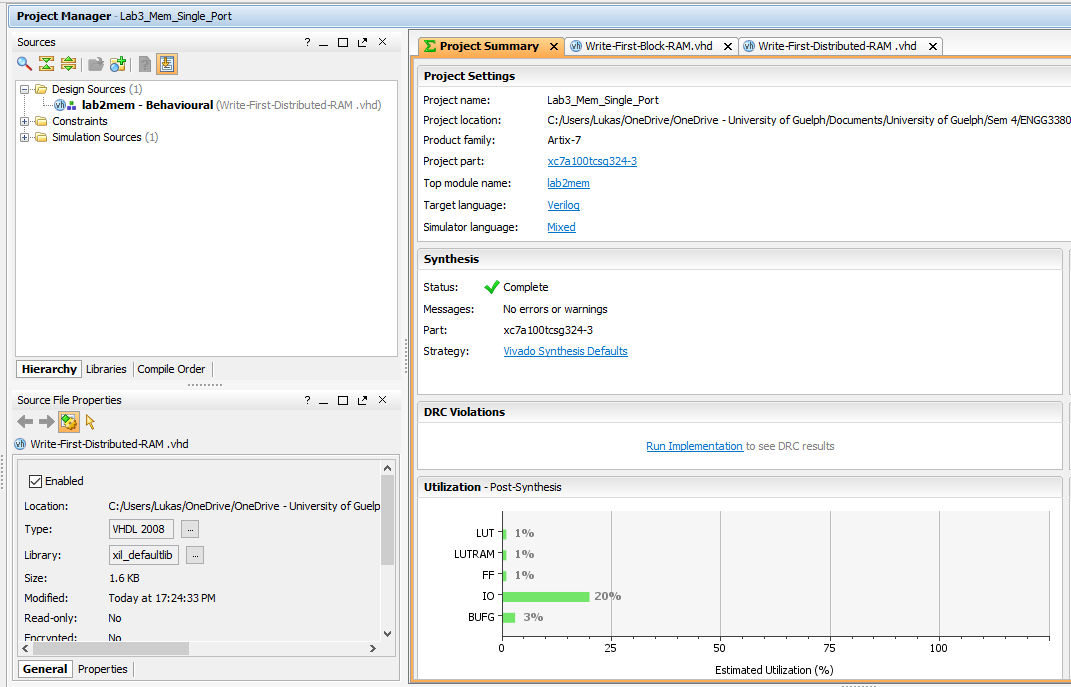 Project Manager - Lab3_Mem_Single_Port
Sources
Design Sources (1)
lab2mem - Behavioural (Write-First-Distributed-RAM .vhd)
Constraints
Simulation Sources (1)
Hierarchy Libraries Compile Order
Source File Properties
Write-First-Distributed-RAM .vhd
Enabled
Location: C:/Users/Lukas/OneDrive/OneDrive - University of Guelp
Type: VHDL 2008 ...
Library: xil_defaultlib ...
Size: 1.6 KB
Modified: Today at 17:24:33 PM
Read-only: No
Encrypted: No
General Properties
Project Summary Write-First-Block-RAM.vhd Write-First-Distributed-RAM .vhd
Project Settings
Project name: Lab3_Mem_Single_Port
Project location: C:/Users/Lukas/OneDrive/OneDrive - University of Guelph/Documents/University of Guelph/Sem 4/ENGG3380
Product family: Artix-7
Project part: xc7a100tcsg324-3
Top module name: lab2mem
Target language: Verilog
Simulator language: Mixed
Synthesis
Status: Complete
Messages: No errors or warnings
Part: xc7a100tcsg324-3
Strategy: Vivado Synthesis Defaults
DRC Violations
Run Implementation to see DRC results
Utilization - Post-Synthesis
LUT 1%
LUTRAM 1%
FF 1%
IO 20%
BUFG 3%
0 25 50 75 100
Estimated Utilization (%)